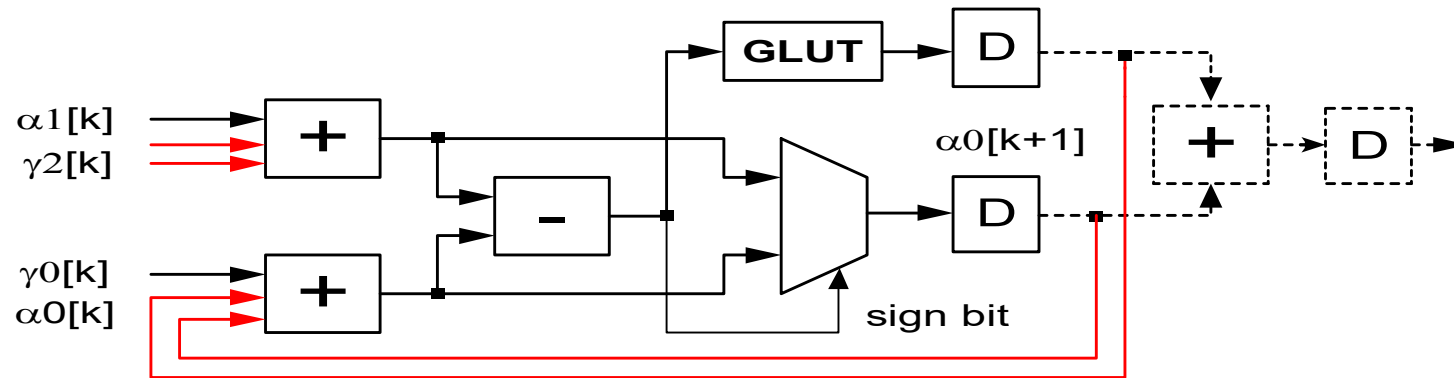 GLUT
D
α1[k]
γ2[k]
+
α0[k+1]
+
D
-
D
γ0[k]
α0[k]
+
sign bit